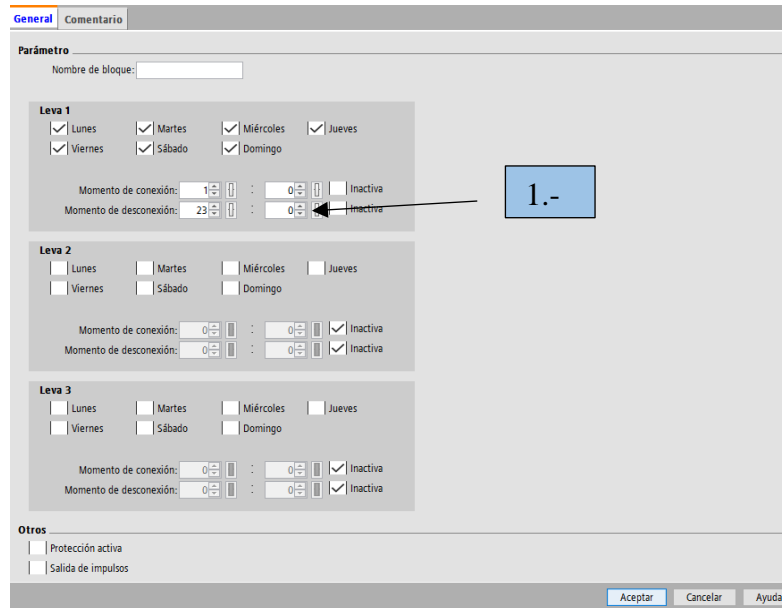 General Comentario
Parámetro
Nombre de bloque:
Leva 1
Lunes Martes Miércoles Jueves
Viernes Sábado Domingo
Momento de conexión: 1 : 0 Inactiva
Momento de desconexión: 23 : 0 Inactiva
1.-
Leva 2
Lunes Martes Miércoles Jueves
Viernes Sábado Domingo
Momento de conexión: 0 : 0 Inactiva
Momento de desconexión: 0 : 0 Inactiva
Leva 3
Lunes Martes Miércoles Jueves
Viernes Sábado Domingo
Momento de conexión: 0 : 0 Inactiva
Momento de desconexión: 0 : 0 Inactiva
Otros
Protección activa
Salida de impulsos
Aceptar Cancelar Ayuda